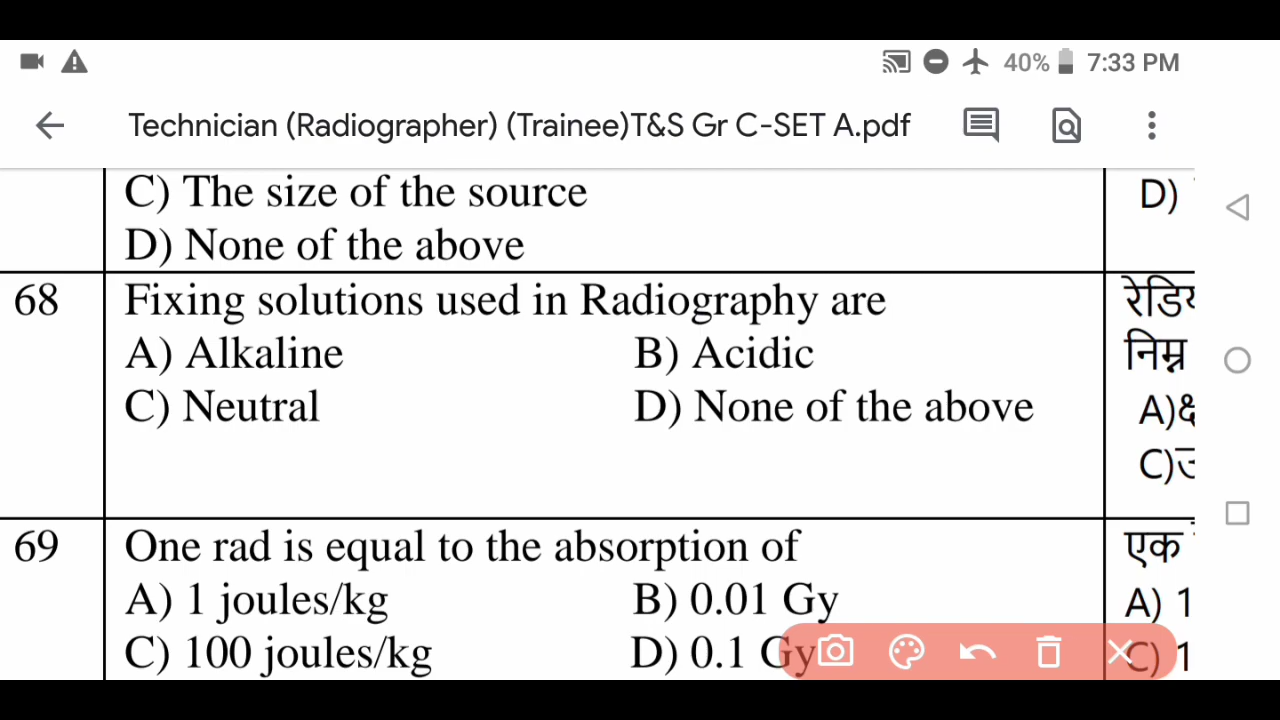 40% 7:33 PM
Technician (Radiographer) (Trainee)T&S Gr C-SET A.pdf
C) The size of the source
D) None of the above
D)
68 Fixing solutions used in Radiography are
A) Alkaline B) Acidic
C) Neutral D) None of the above
निम्न
A)
C)
69 One rad is equal to the absorption of
A) 1 joules/kg B) 0.01 Gy
C) 100 joules/kg D) 0.1 Gy
एक
A) 1
C) 1